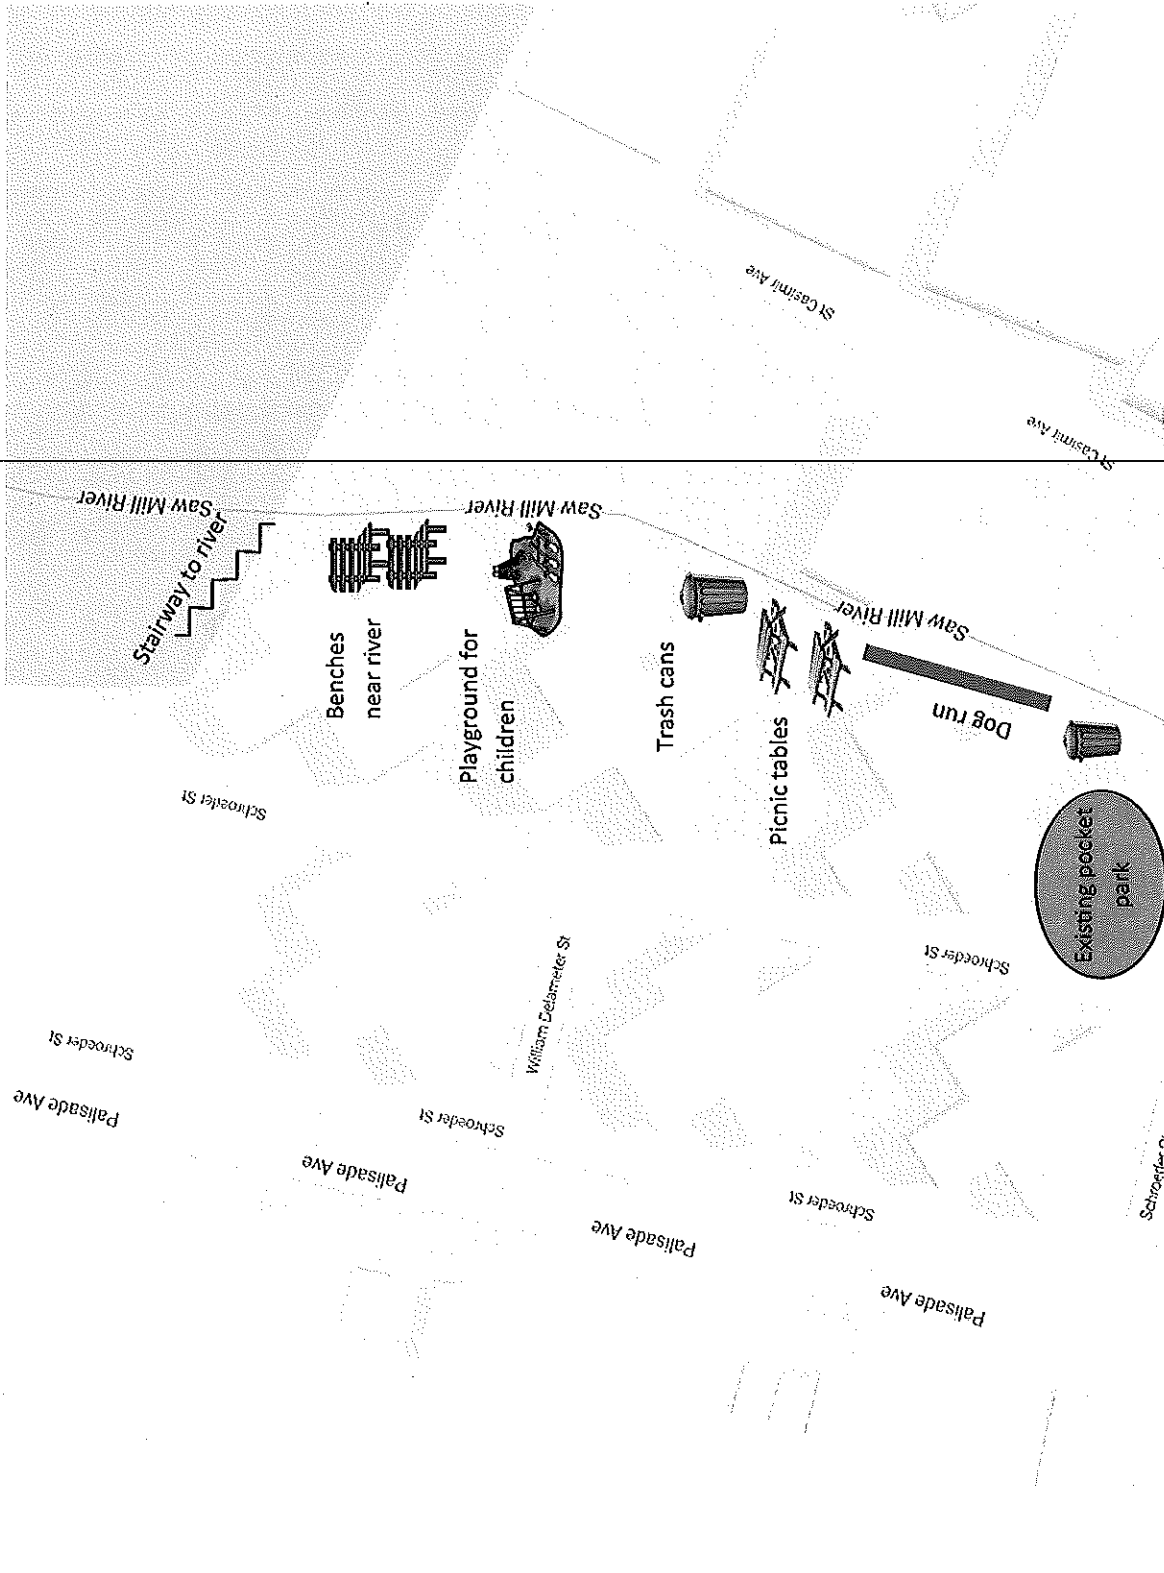 St Casimir Ave
St Casimir Ave
Saw Mill River
Saw Mill River
Saw Mill River
Stairway to river
Benches
near river
Playground for
children
Trash cans
Picnic tables
Dog run
Existing pocket
park
Schroeder St
Schroeder St
Schroeder St
Schroeder St
Schroeder St
William Delameter St
Palisade Ave
Palisade Ave
Palisade Ave
Palisade Ave
Schroeder